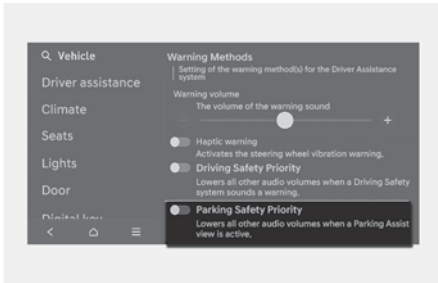 Vehicle
Driver assistance
Climate
Seats
Lights
Door
Digital key
Warning Methods
Setting of the warning method(s) for the Driver Assistance
system
Warning volume
The volume of the warning sound
− +
Haptic warning
Activates the steering wheel vibration warning.
Driving Safety Priority
Lowers all other audio volumes when a Driving Safety
system sounds a warning.
Parking Safety Priority
Lowers all other audio volumes when a Parking Assist
view is active.